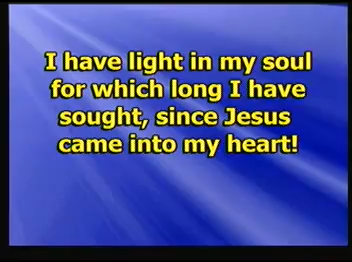 I have light in my soul
for which long I have
sought, since Jesus
came into my heart!